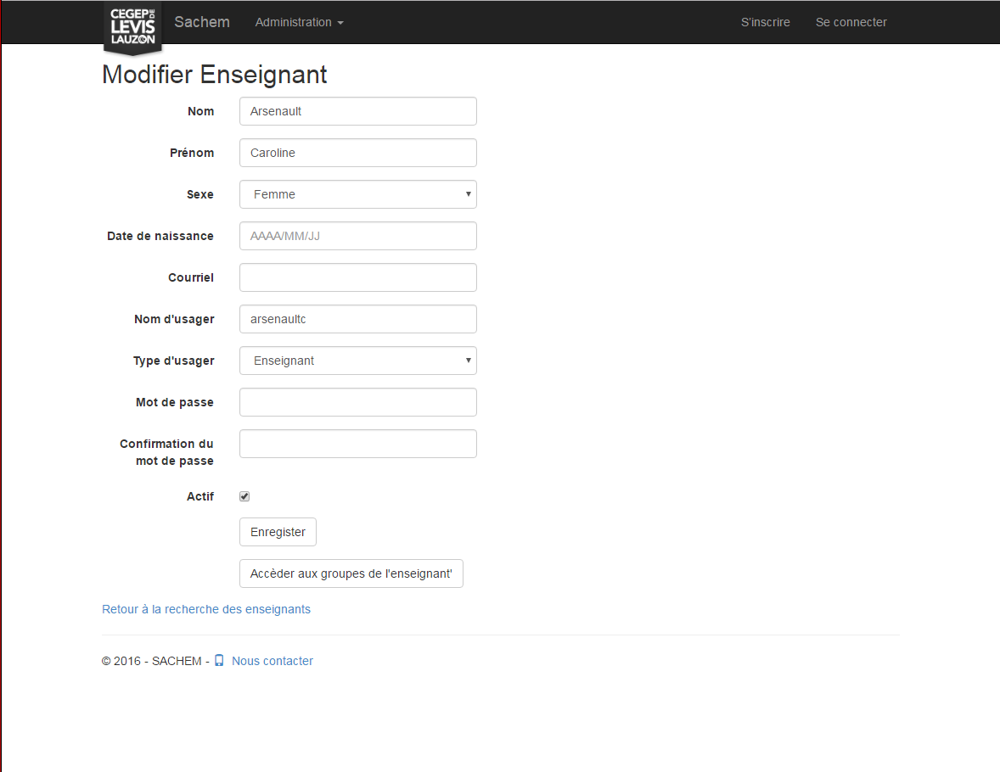 CEGEP DE
LÉVIS
LAUZON
Sachem
Administration
S'inscrire
Se connecter
Modifier Enseignant
Nom
Arsenault
Prénom
Caroline
Sexe
Femme
Date de naissance
AAAA/MM/JJ
Courriel
Nom d'usager
arsenaultc
Type d'usager
Enseignant
Mot de passe
Confirmation du
mot de passe
Actif
Enregister
Accèder aux groupes de l'enseignant'
Retour à la recherche des enseignants
© 2016 - SACHEM - Nous contacter